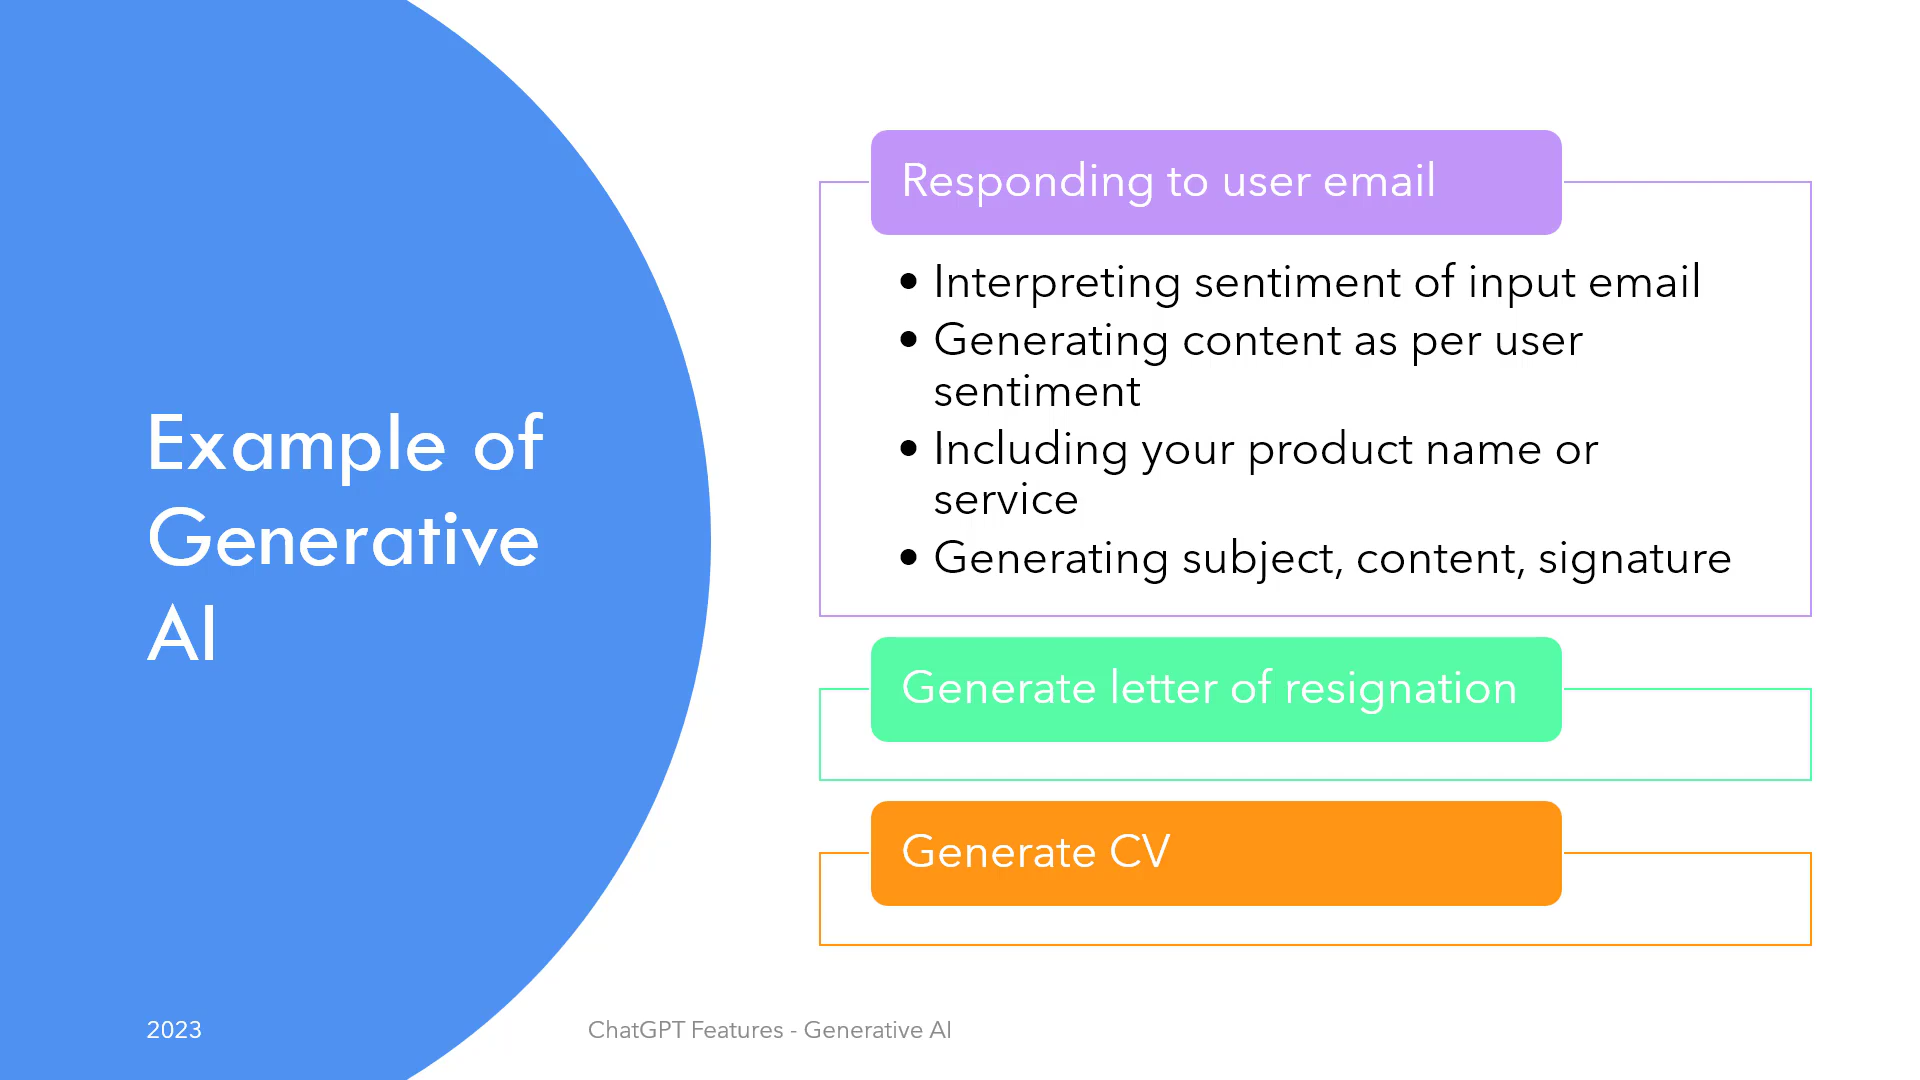 Example of
Generative
AI
Responding to user email
• Interpreting sentiment of input email
• Generating content as per user
sentiment
• Including your product name or
service
• Generating subject, content, signature
Generate letter of resignation
Generate CV
2023
ChatGPT Features - Generative AI